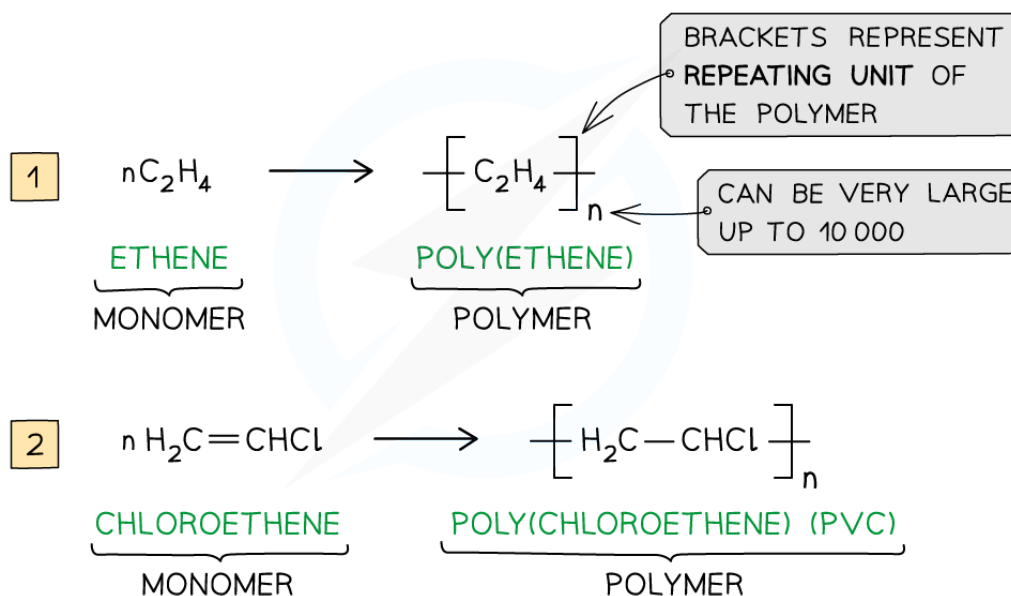 BRACKETS REPRESENT
REPEATING UNIT OF
THE POLYMER
1
nC₂H₄ ⟶ [C₂H₄]n
CAN BE VERY LARGE
UP TO 10 000
ETHENE POLY(ETHENE)
MONOMER POLYMER
2
nH₂C=CHCl ⟶ [H₂C—CHCl]n
CHLOROETHENE POLY(CHLOROETHENE) (PVC)
MONOMER POLYMER